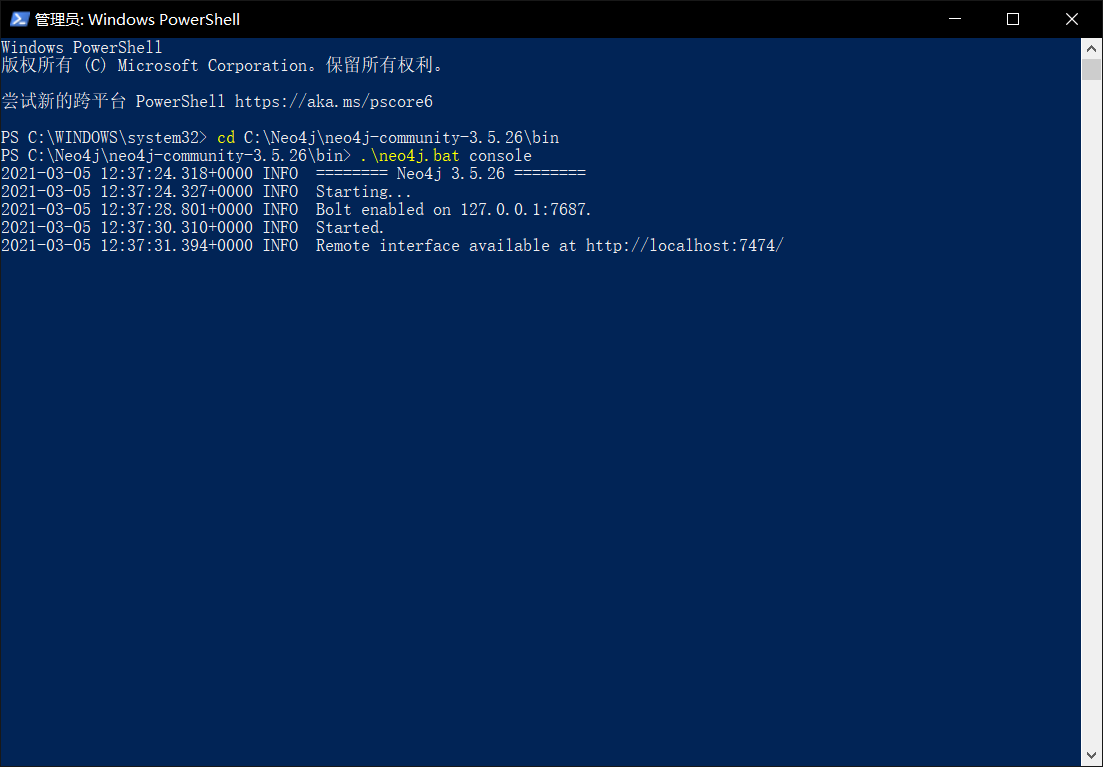 管理员: Windows PowerShell
Windows PowerShell
版权所有 (C) Microsoft Corporation。保留所有权利。
尝试新的跨平台 PowerShell https://aka.ms/pscore6
PS C:\WINDOWS\system32> cd C:\Neo4j\neo4j-community-3.5.26\bin
PS C:\Neo4j\neo4j-community-3.5.26\bin> .\neo4j.bat console
2021-03-05 12:37:24.318+0000 INFO  ======== Neo4j 3.5.26 ========
2021-03-05 12:37:24.327+0000 INFO  Starting...
2021-03-05 12:37:28.801+0000 INFO  Bolt enabled on 127.0.0.1:7687.
2021-03-05 12:37:30.310+0000 INFO  Started.
2021-03-05 12:37:31.394+0000 INFO  Remote interface available at http://localhost:7474/